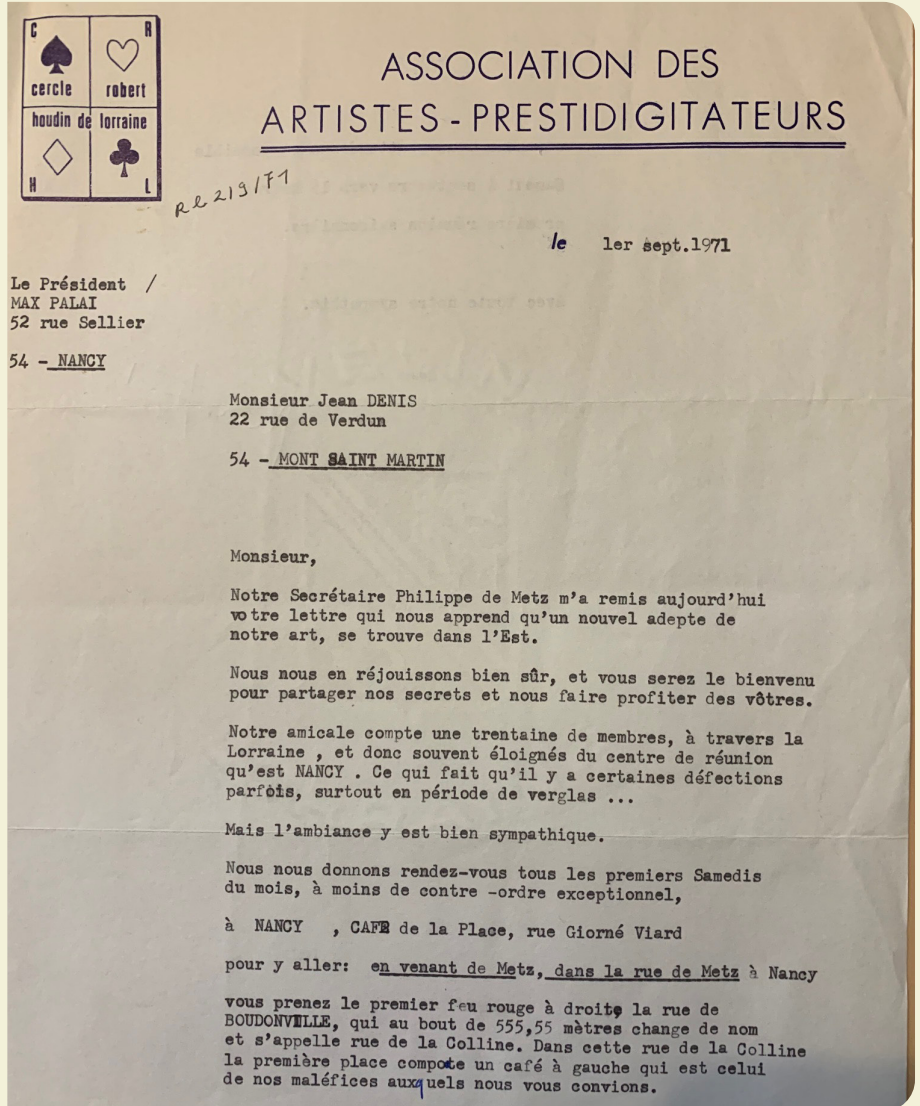 C R
cercle robert
houdin de lorraine
H L
ASSOCIATION DES
ARTISTES - PRESTIDIGITATEURS
Re 2/9/71
le 1er sept.1971
Le Président /
MAX PALAI
52 rue Sellier
54 - NANCY
Monsieur Jean DENIS
22 rue de Verdun
54 - MONT SAINT MARTIN
Monsieur,
Notre Secrétaire Philippe de Metz m'a remis aujourd'hui
votre lettre qui nous apprend qu'un nouvel adepte de
notre art, se trouve dans l'Est.
Nous nous en réjouissons bien sûr, et vous serez le bienvenu
pour partager nos secrets et nous faire profiter des vôtres.
Notre amicale compte une trentaine de membres, à travers la
Lorraine , et donc souvent éloignés du centre de réunion
qu'est NANCY . Ce qui fait qu'il y a certaines défections
parfois, surtout en période de verglas ...
Mais l'ambiance y est bien sympathique.
Nous nous donnons rendez-vous tous les premiers Samedis
du mois, à moins de contre -ordre exceptionnel,
à NANCY , CAFE de la Place, rue Giorné Viard
pour y aller: en venant de Metz, dans la rue de Metz à Nancy
vous prenez le premier feu rouge à droite la rue de
BOUDONVILLE, qui au bout de 555,55 mètres change de nom
et s'appelle rue de la Colline. Dans cette rue de la Colline
la première place compote un café à gauche qui est celui
de nos maléfices auxquels nous vous convions.